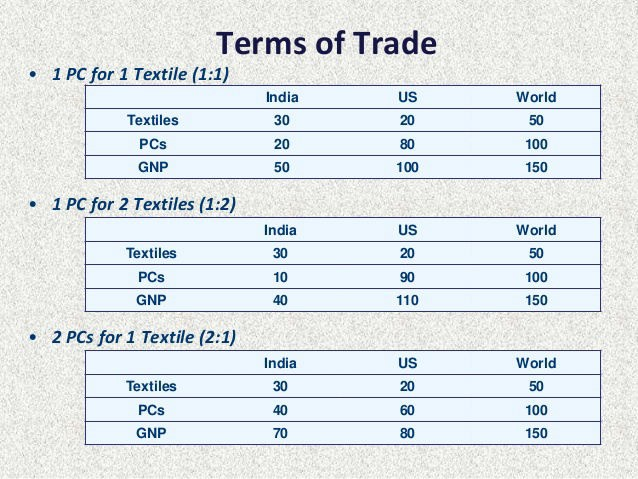 Terms of Trade
• 1 PC for 1 Textile (1:1)
India US World
Textiles 30 20 50
PCs 20 80 100
GNP 50 100 150
• 1 PC for 2 Textiles (1:2)
India US World
Textiles 30 20 50
PCs 10 90 100
GNP 40 110 150
• 2 PCs for 1 Textile (2:1)
India US World
Textiles 30 20 50
PCs 40 60 100
GNP 70 80 150